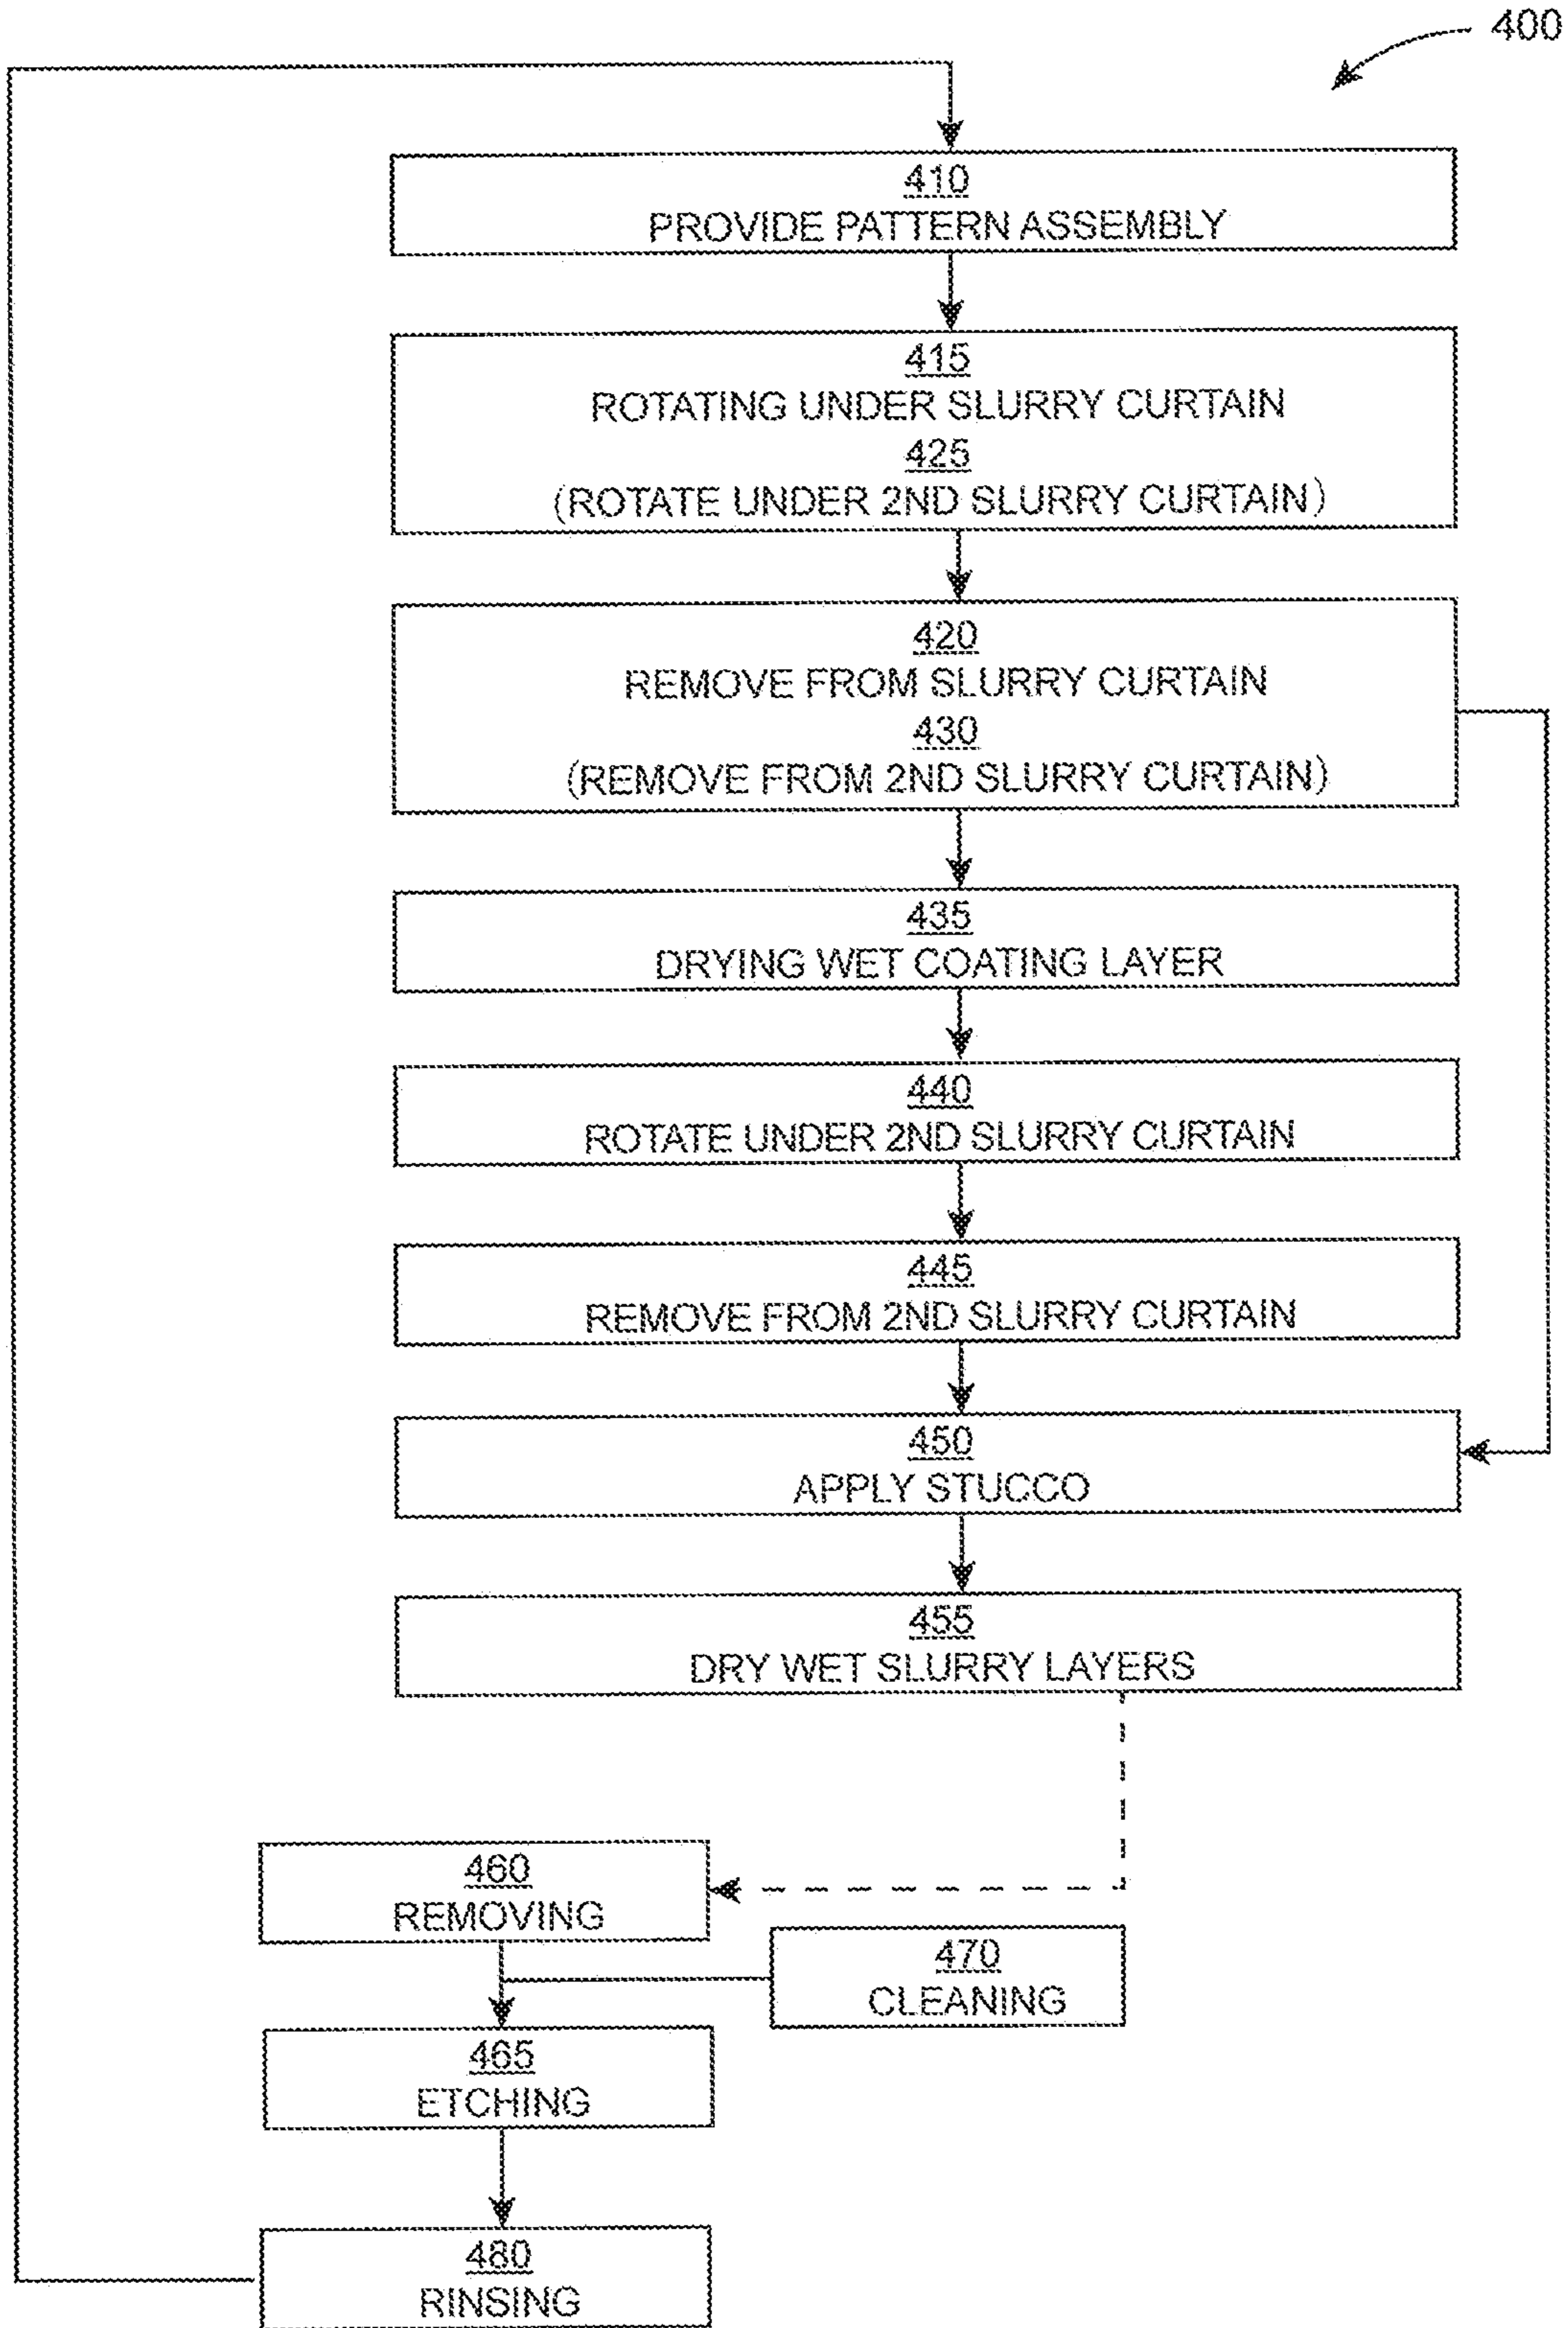 400
410
PROVIDE PATTERN ASSEMBLY
415
ROTATING UNDER SLURRY CURTAIN
425
(ROTATE UNDER 2ND SLURRY CURTAIN)
420
REMOVE FROM SLURRY CURTAIN
430
(REMOVE FROM 2ND SLURRY CURTAIN)
435
DRYING WET COATING LAYER
440
ROTATE UNDER 2ND SLURRY CURTAIN
445
REMOVE FROM 2ND SLURRY CURTAIN
450
APPLY STUCCO
455
DRY WET SLURRY LAYERS
460
REMOVING
470
CLEANING
465
ETCHING
480
RINSING